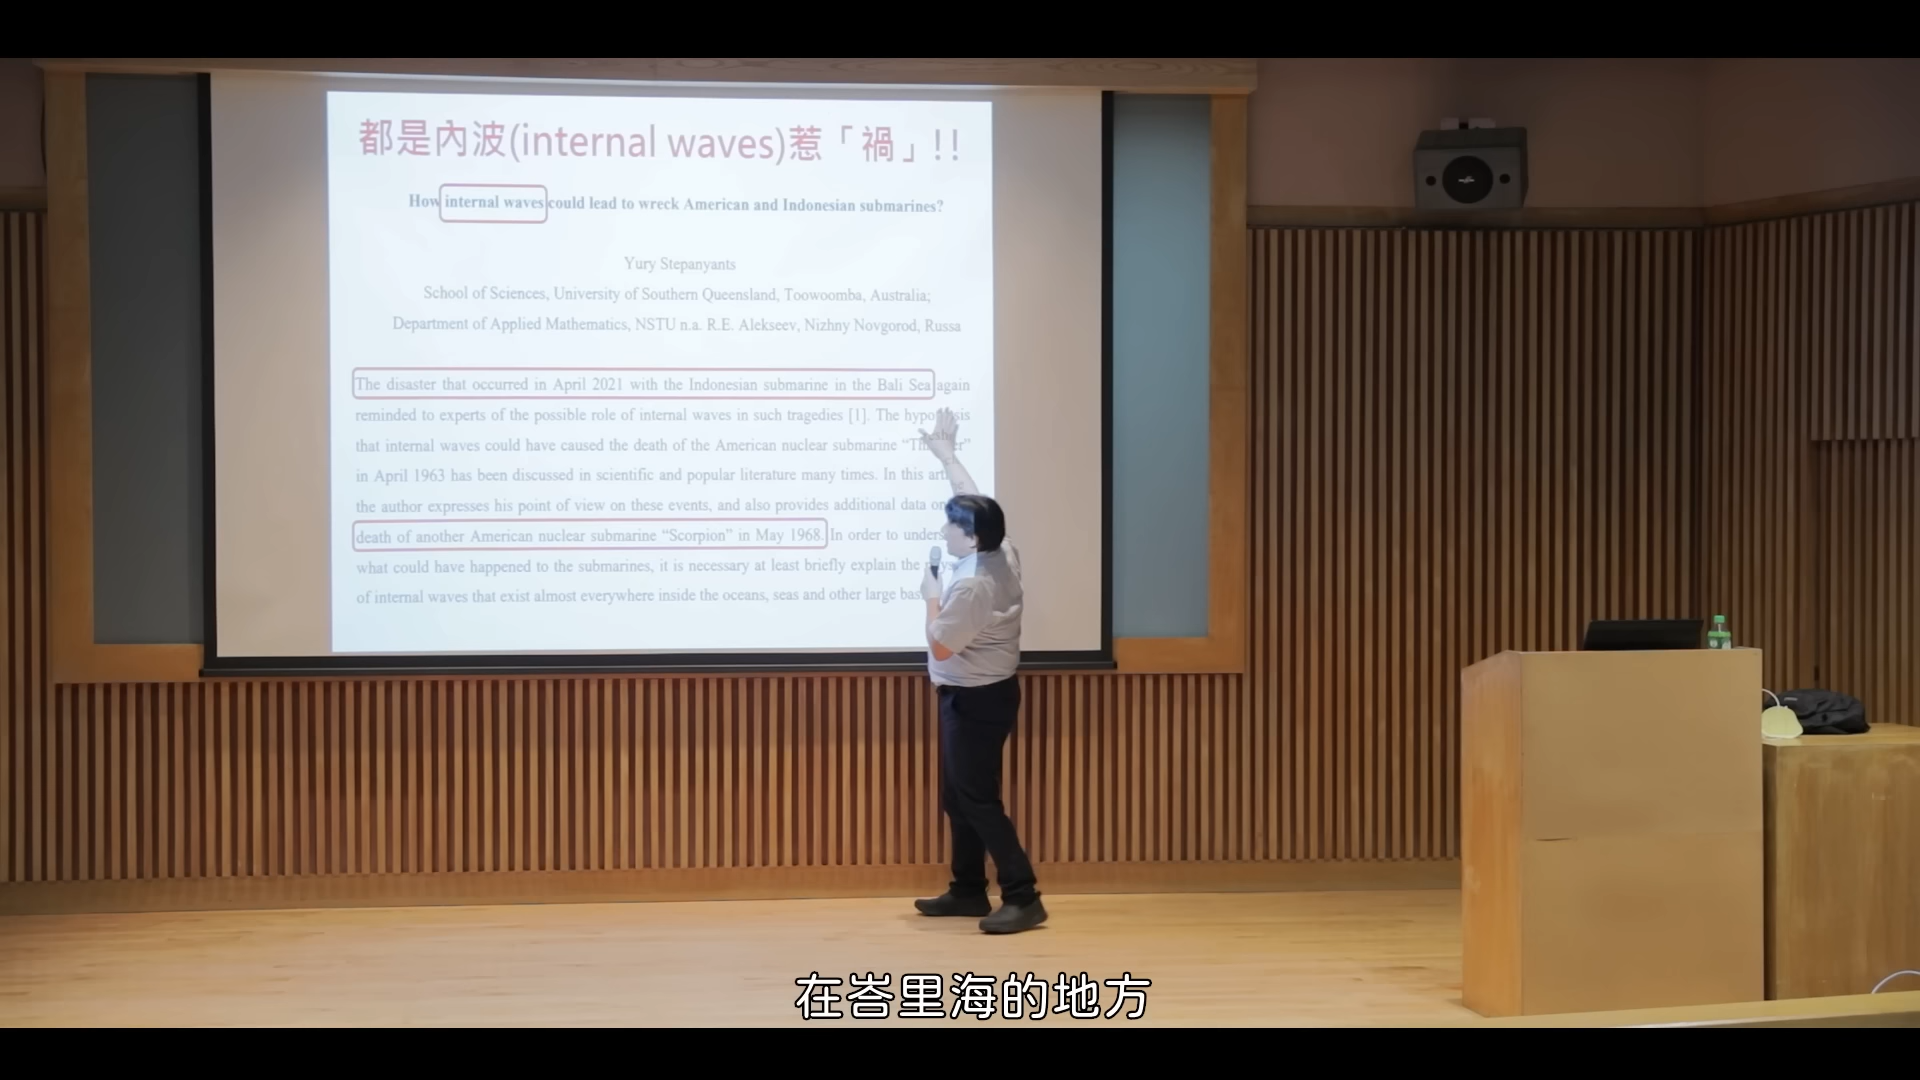 都是內波(internal waves)惹「禍」!!
How internal waves could lead to wreck American and Indonesian submarines?
Yury Stepanyants
School of Sciences, University of Southern Queensland, Toowoomba, Australia;
Department of Applied Mathematics, NSTU n.a. R.E. Alekseev, Nizhny Novgorod, Russa
The disaster that occurred in April 2021 with the Indonesian submarine in the Bali Sea again
reminded to experts of the possible role of internal waves in such tragedies [1]. The
that internal waves could have caused the death of the American nuclear submarine
in April 1963 has been discussed in scientific and popular literature many times. In this
the author expresses his point of view on these events, and also provides additional data
death of another American nuclear submarine “Scorpion” in May 1968. In order to
what could have happened to the submarines, it is necessary at least briefly explain the
of internal waves that exist almost everywhere inside the oceans, seas and other large
在峇里海的地方